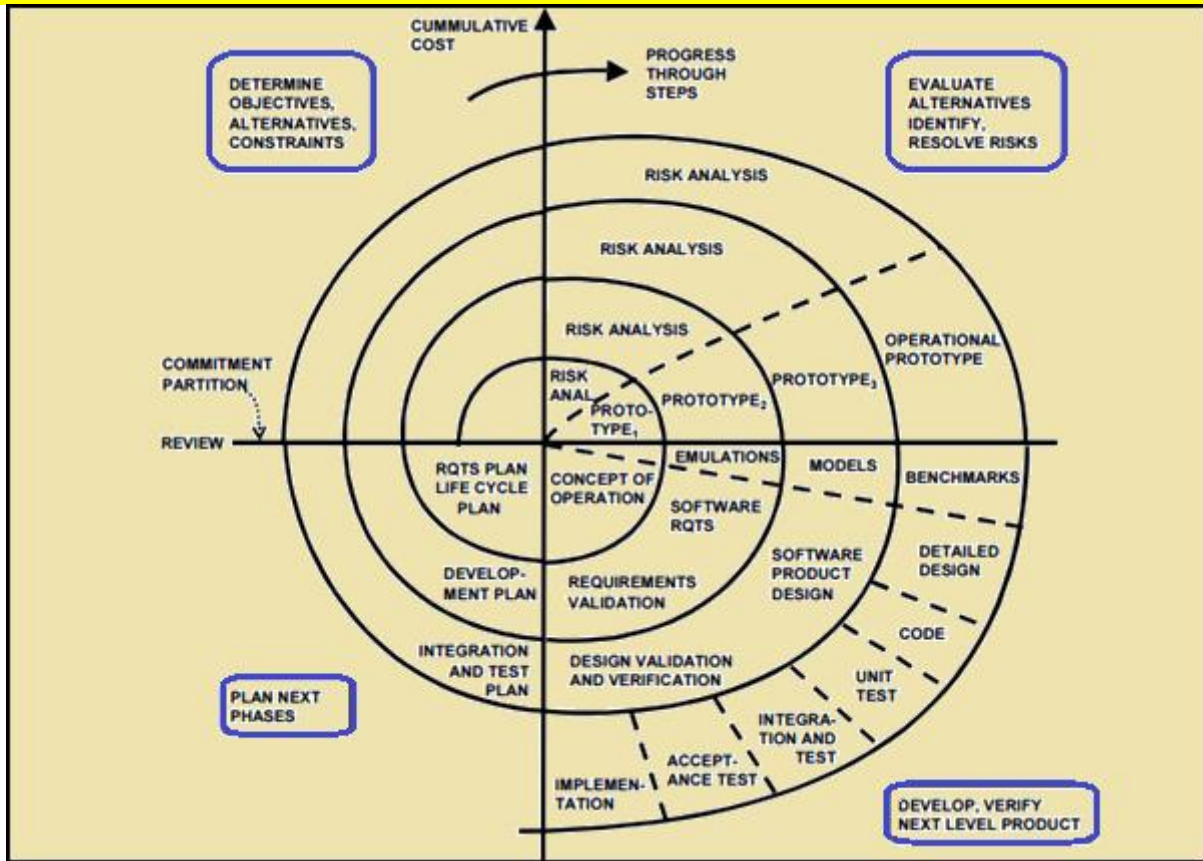 CUMMULATIVE
COST
PROGRESS
THROUGH
STEPS
DETERMINE
OBJECTIVES,
ALTERNATIVES,
CONSTRAINTS
EVALUATE
ALTERNATIVES
IDENTIFY,
RESOLVE RISKS
RISK ANALYSIS
RISK ANALYSIS
RISK ANALYSIS
RISK
ANAL.
OPERATIONAL
PROTOTYPE
PROTOTYPE3
PROTOTYPE2
PROTO-
TYPE1
COMMITMENT
PARTITION
REVIEW
RQTS PLAN
LIFE CYCLE
PLAN
CONCEPT OF
OPERATION
EMULATIONS
MODELS
BENCHMARKS
SOFTWARE
RQTS
SOFTWARE
PRODUCT
DESIGN
DETAILED
DESIGN
DEVELOP-
MENT PLAN
REQUIREMENTS
VALIDATION
CODE
INTEGRATION
AND TEST
PLAN
DESIGN VALIDATION
AND VERIFICATION
UNIT
TEST
PLAN NEXT
PHASES
INTEGRA-
TION AND
TEST
ACCEPT-
ANCE TEST
IMPLEMEN-
TATION
DEVELOP, VERIFY
NEXT LEVEL PRODUCT